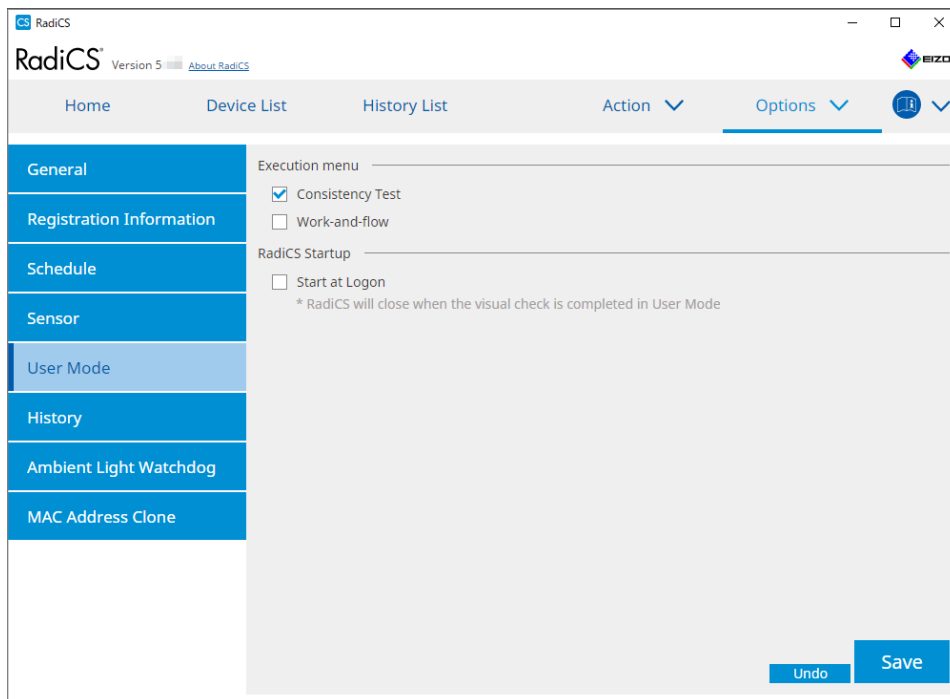 CS RadiCS
RadiCS® Version 5 About RadiCS
EIZO
Home Device List History List Action Options
General
Registration Information
Schedule
Sensor
User Mode
History
Ambient Light Watchdog
MAC Address Clone
Execution menu
Consistency Test
Work-and-flow
RadiCS Startup
Start at Logon
* RadiCS will close when the visual check is completed in User Mode
Undo Save